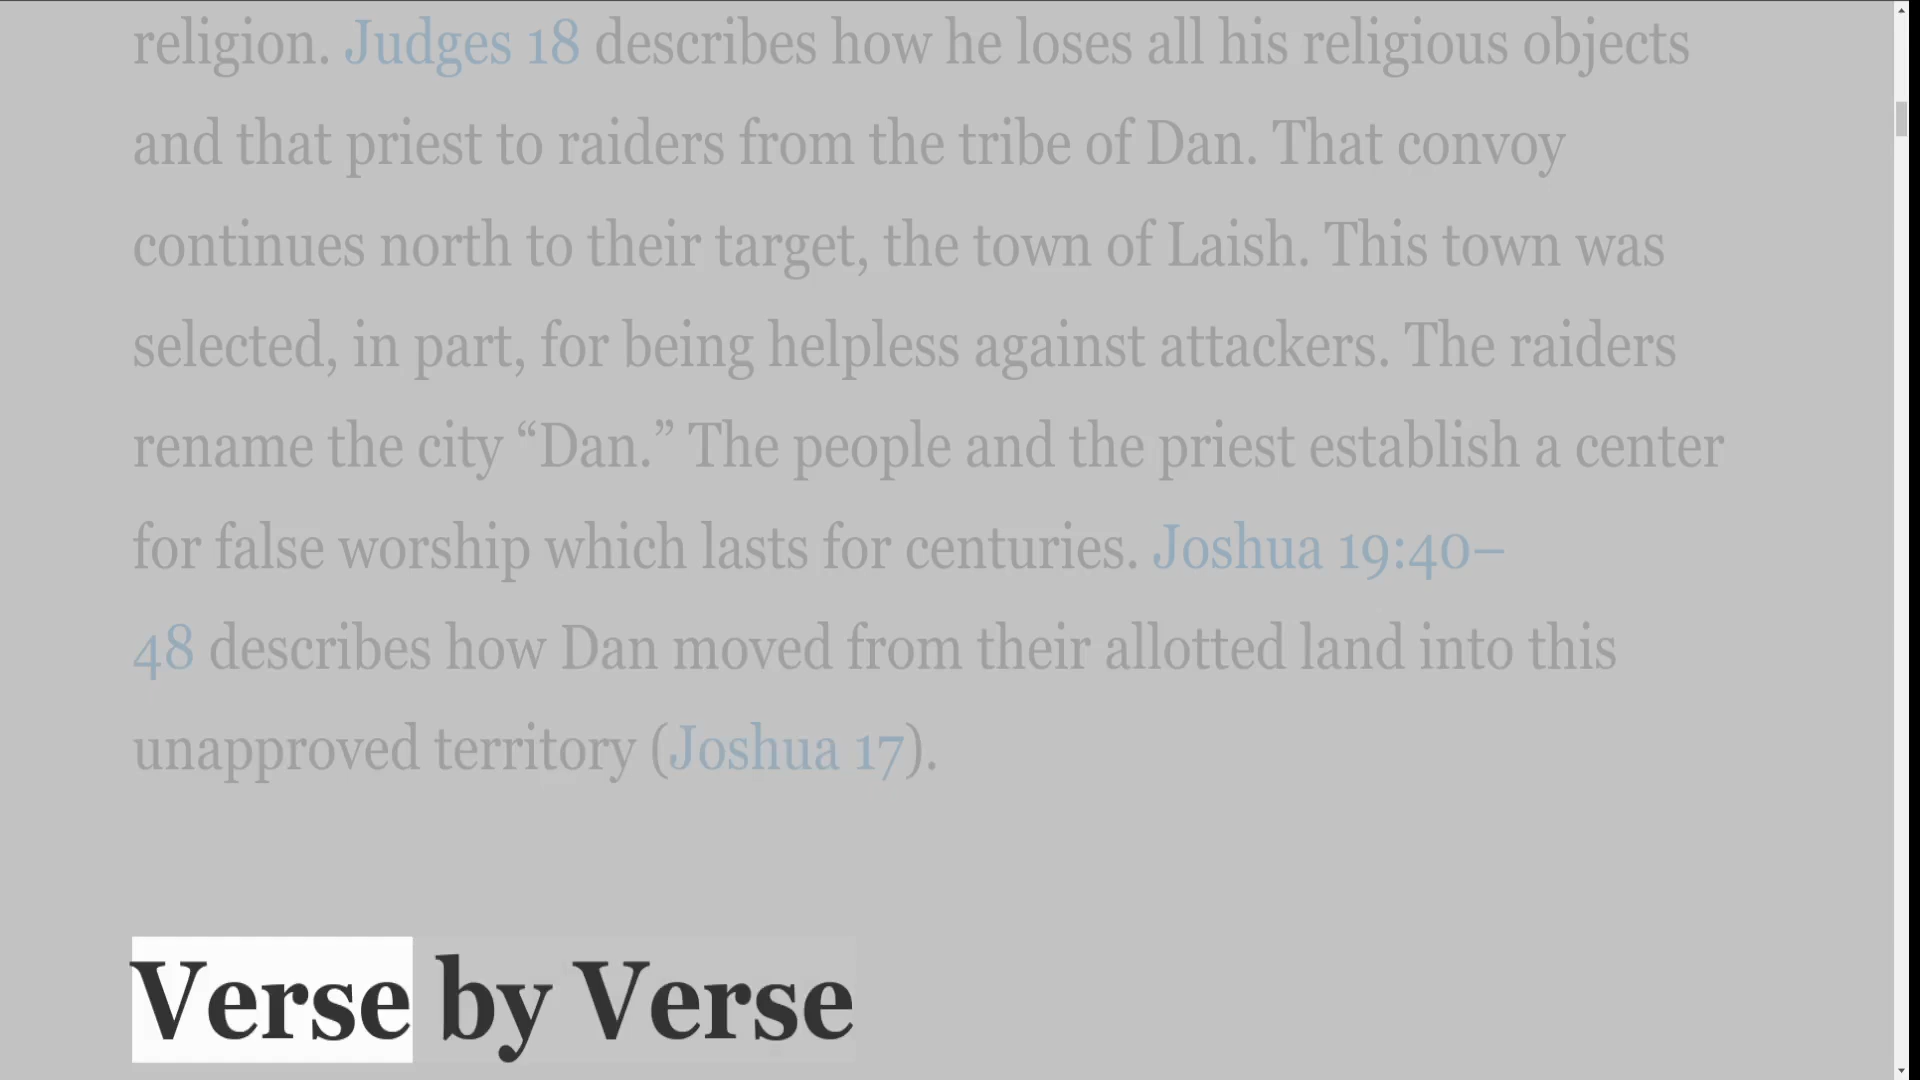 religion. Judges 18 describes how he loses all his religious objects
and that priest to raiders from the tribe of Dan. That convoy
continues north to their target, the town of Laish. This town was
selected, in part, for being helpless against attackers. The raiders
rename the city “Dan.” The people and the priest establish a center
for false worship which lasts for centuries. Joshua 19:40–
48 describes how Dan moved from their allotted land into this
unapproved territory (Joshua 17).
Verse by Verse